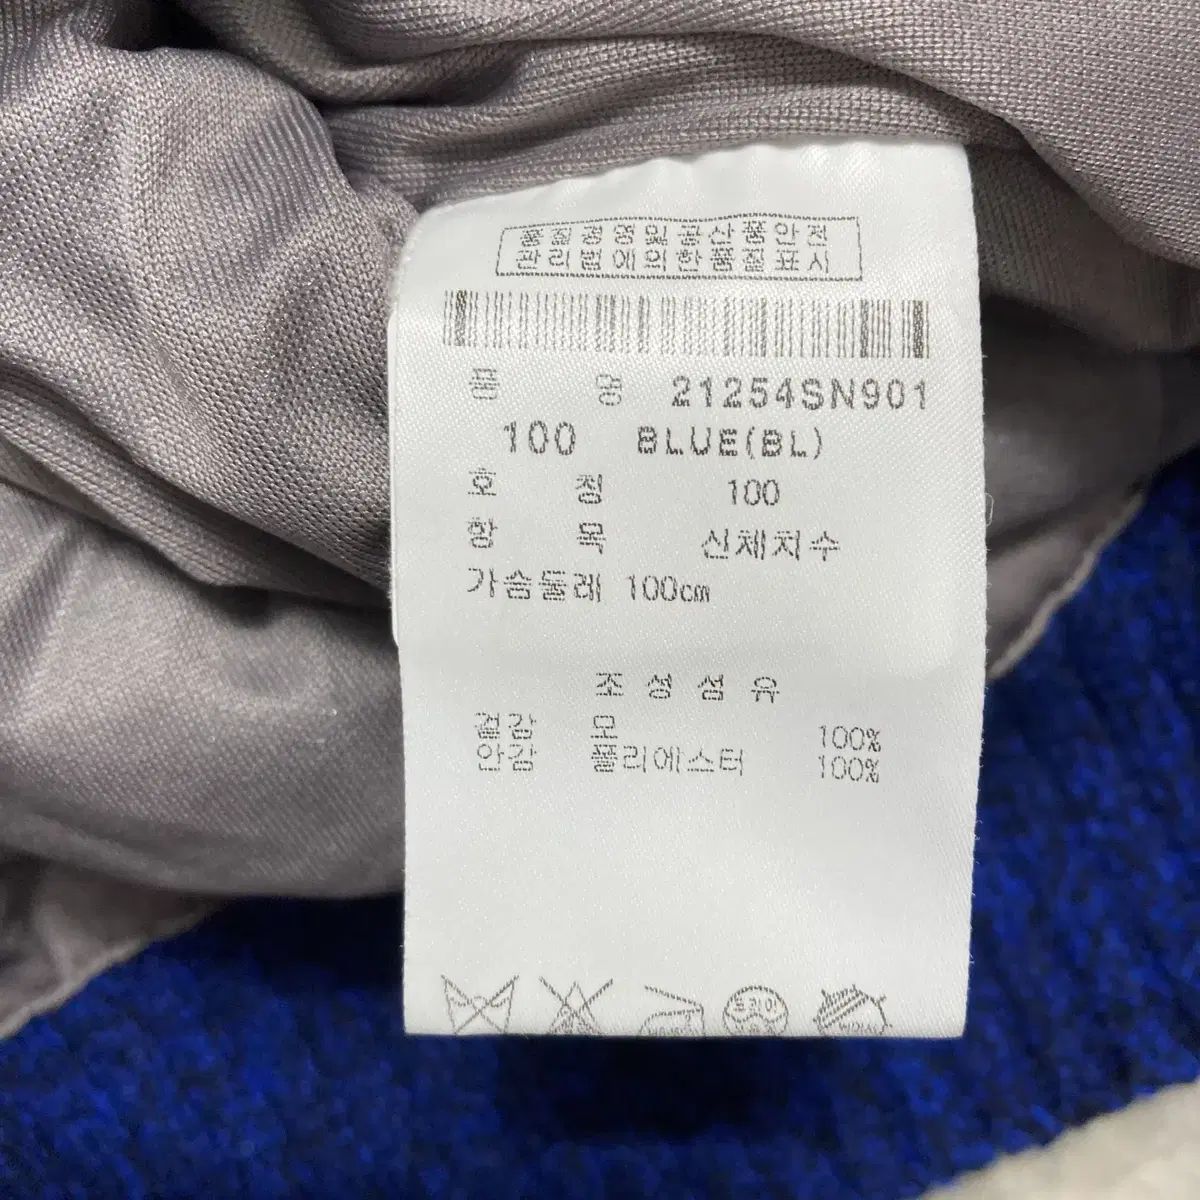 품질경영및공산품안전
관리법에의한품질표시
품 명 21254SN901
100 BLUE(BL)
호 칭 100
항 목 신체치수
가슴둘레 100cm
조성섬유
겉감 모 100%
안감 폴리에스터 100%
드라이